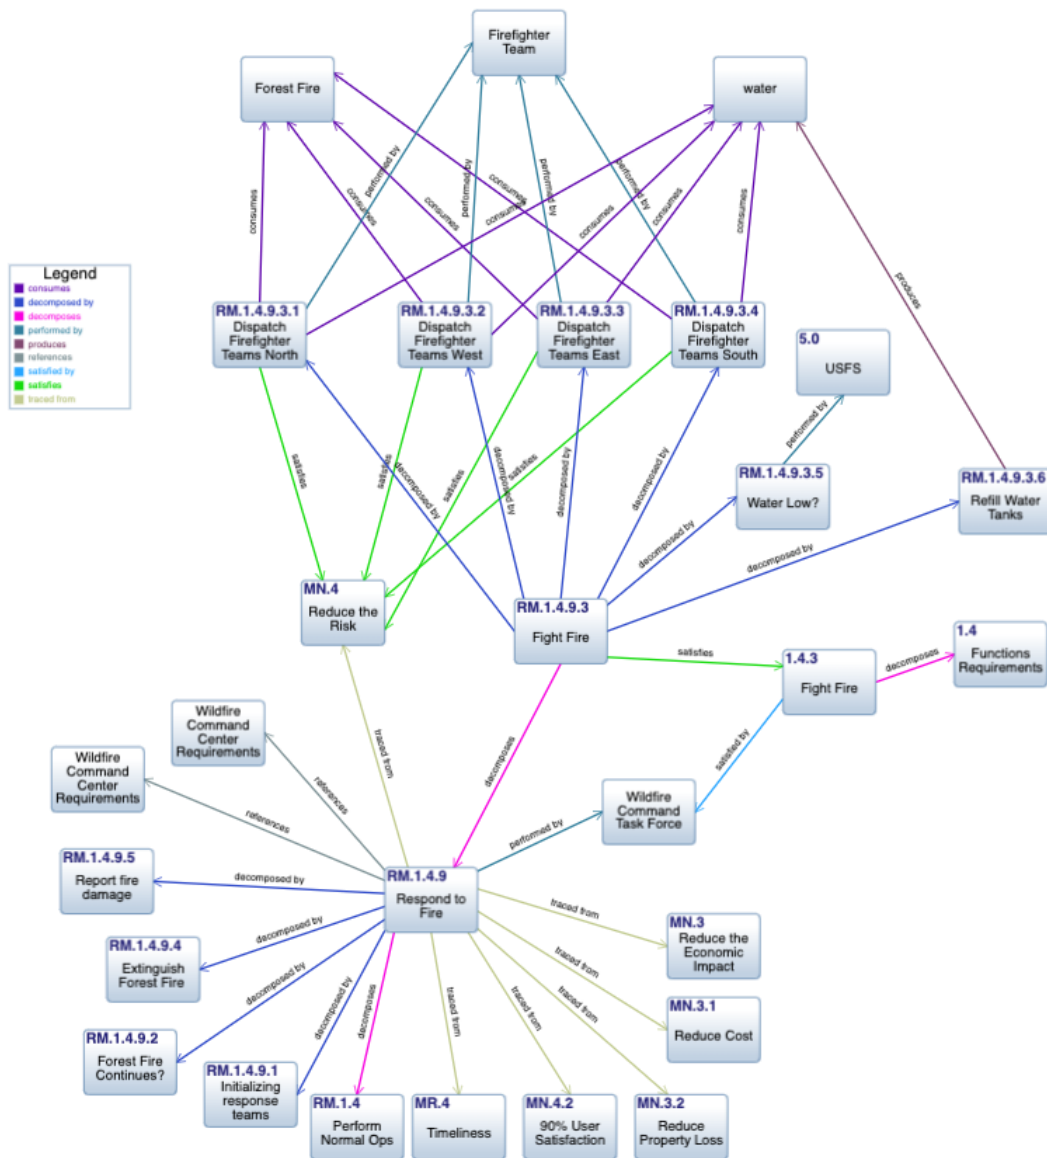 Firefighter
Team
Forest Fire
water
performed by
performed by
performed by
performed by
consumes
consumes
consumes
consumes
consumes
consumes
consumes
consumes
Legend
consumes
decomposed by
decomposes
performed by
produces
references
satisfied by
satisfies
traced from
produces
RM.1.4.9.3.1
Dispatch
Firefighter
Teams North
RM.1.4.9.3.2
Dispatch
Firefighter
Teams West
RM.1.4.9.3.3
Dispatch
Firefighter
Teams East
RM.1.4.9.3.4
Dispatch
Firefighter
Teams South
5.0
USFS
performed by
satisfies
satisfies
satisfies
satisfies
decomposed by
decomposed by
decomposed by
decomposed by
decomposed by
decomposed by
RM.1.4.9.3.5
Water Low?
RM.1.4.9.3.6
Refill Water
Tanks
MN.4
Reduce the
Risk
RM.1.4.9.3
Fight Fire
satisfies
1.4.3
Fight Fire
decomposes
1.4
Functions
Requirements
traced from
decomposes
satisfied by
Wildfire
Command
Center
Requirements
Wildfire
Command
Center
Requirements
references
references
Wildfire
Command
Task Force
performed by
RM.1.4.9
Respond to
Fire
RM.1.4.9.5
Report fire
damage
decomposed by
RM.1.4.9.4
Extinguish
Forest Fire
decomposed by
RM.1.4.9.2
Forest Fire
Continues?
decomposed by
RM.1.4.9.1
Initializing
response
teams
decomposed by
decomposes
traced from
traced from
traced from
traced from
traced from
MN.3
Reduce the
Economic
Impact
MN.3.1
Reduce Cost
RM.1.4
Perform
Normal Ops
MR.4
Timeliness
MN.4.2
90% User
Satisfaction
MN.3.2
Reduce
Property Loss